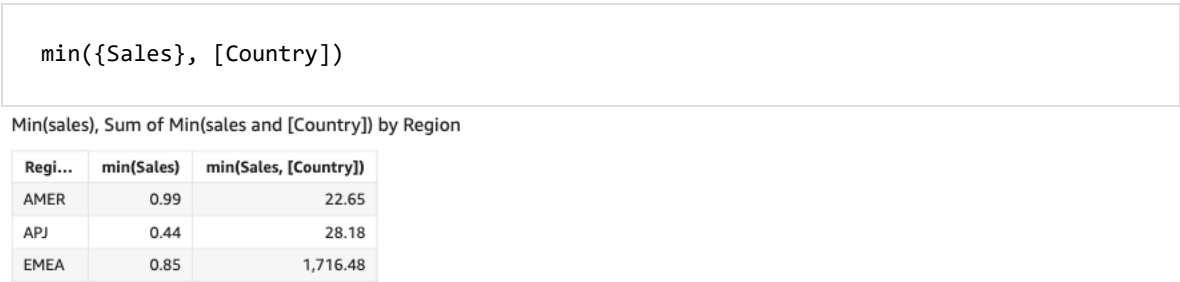 min({Sales}, [Country])
Min(sales), Sum of Min(sales and [Country]) by Region
Regi... min(Sales) min(Sales, [Country])
AMER 0.99 22.65
APJ 0.44 28.18
EMEA 0.85 1,716.48